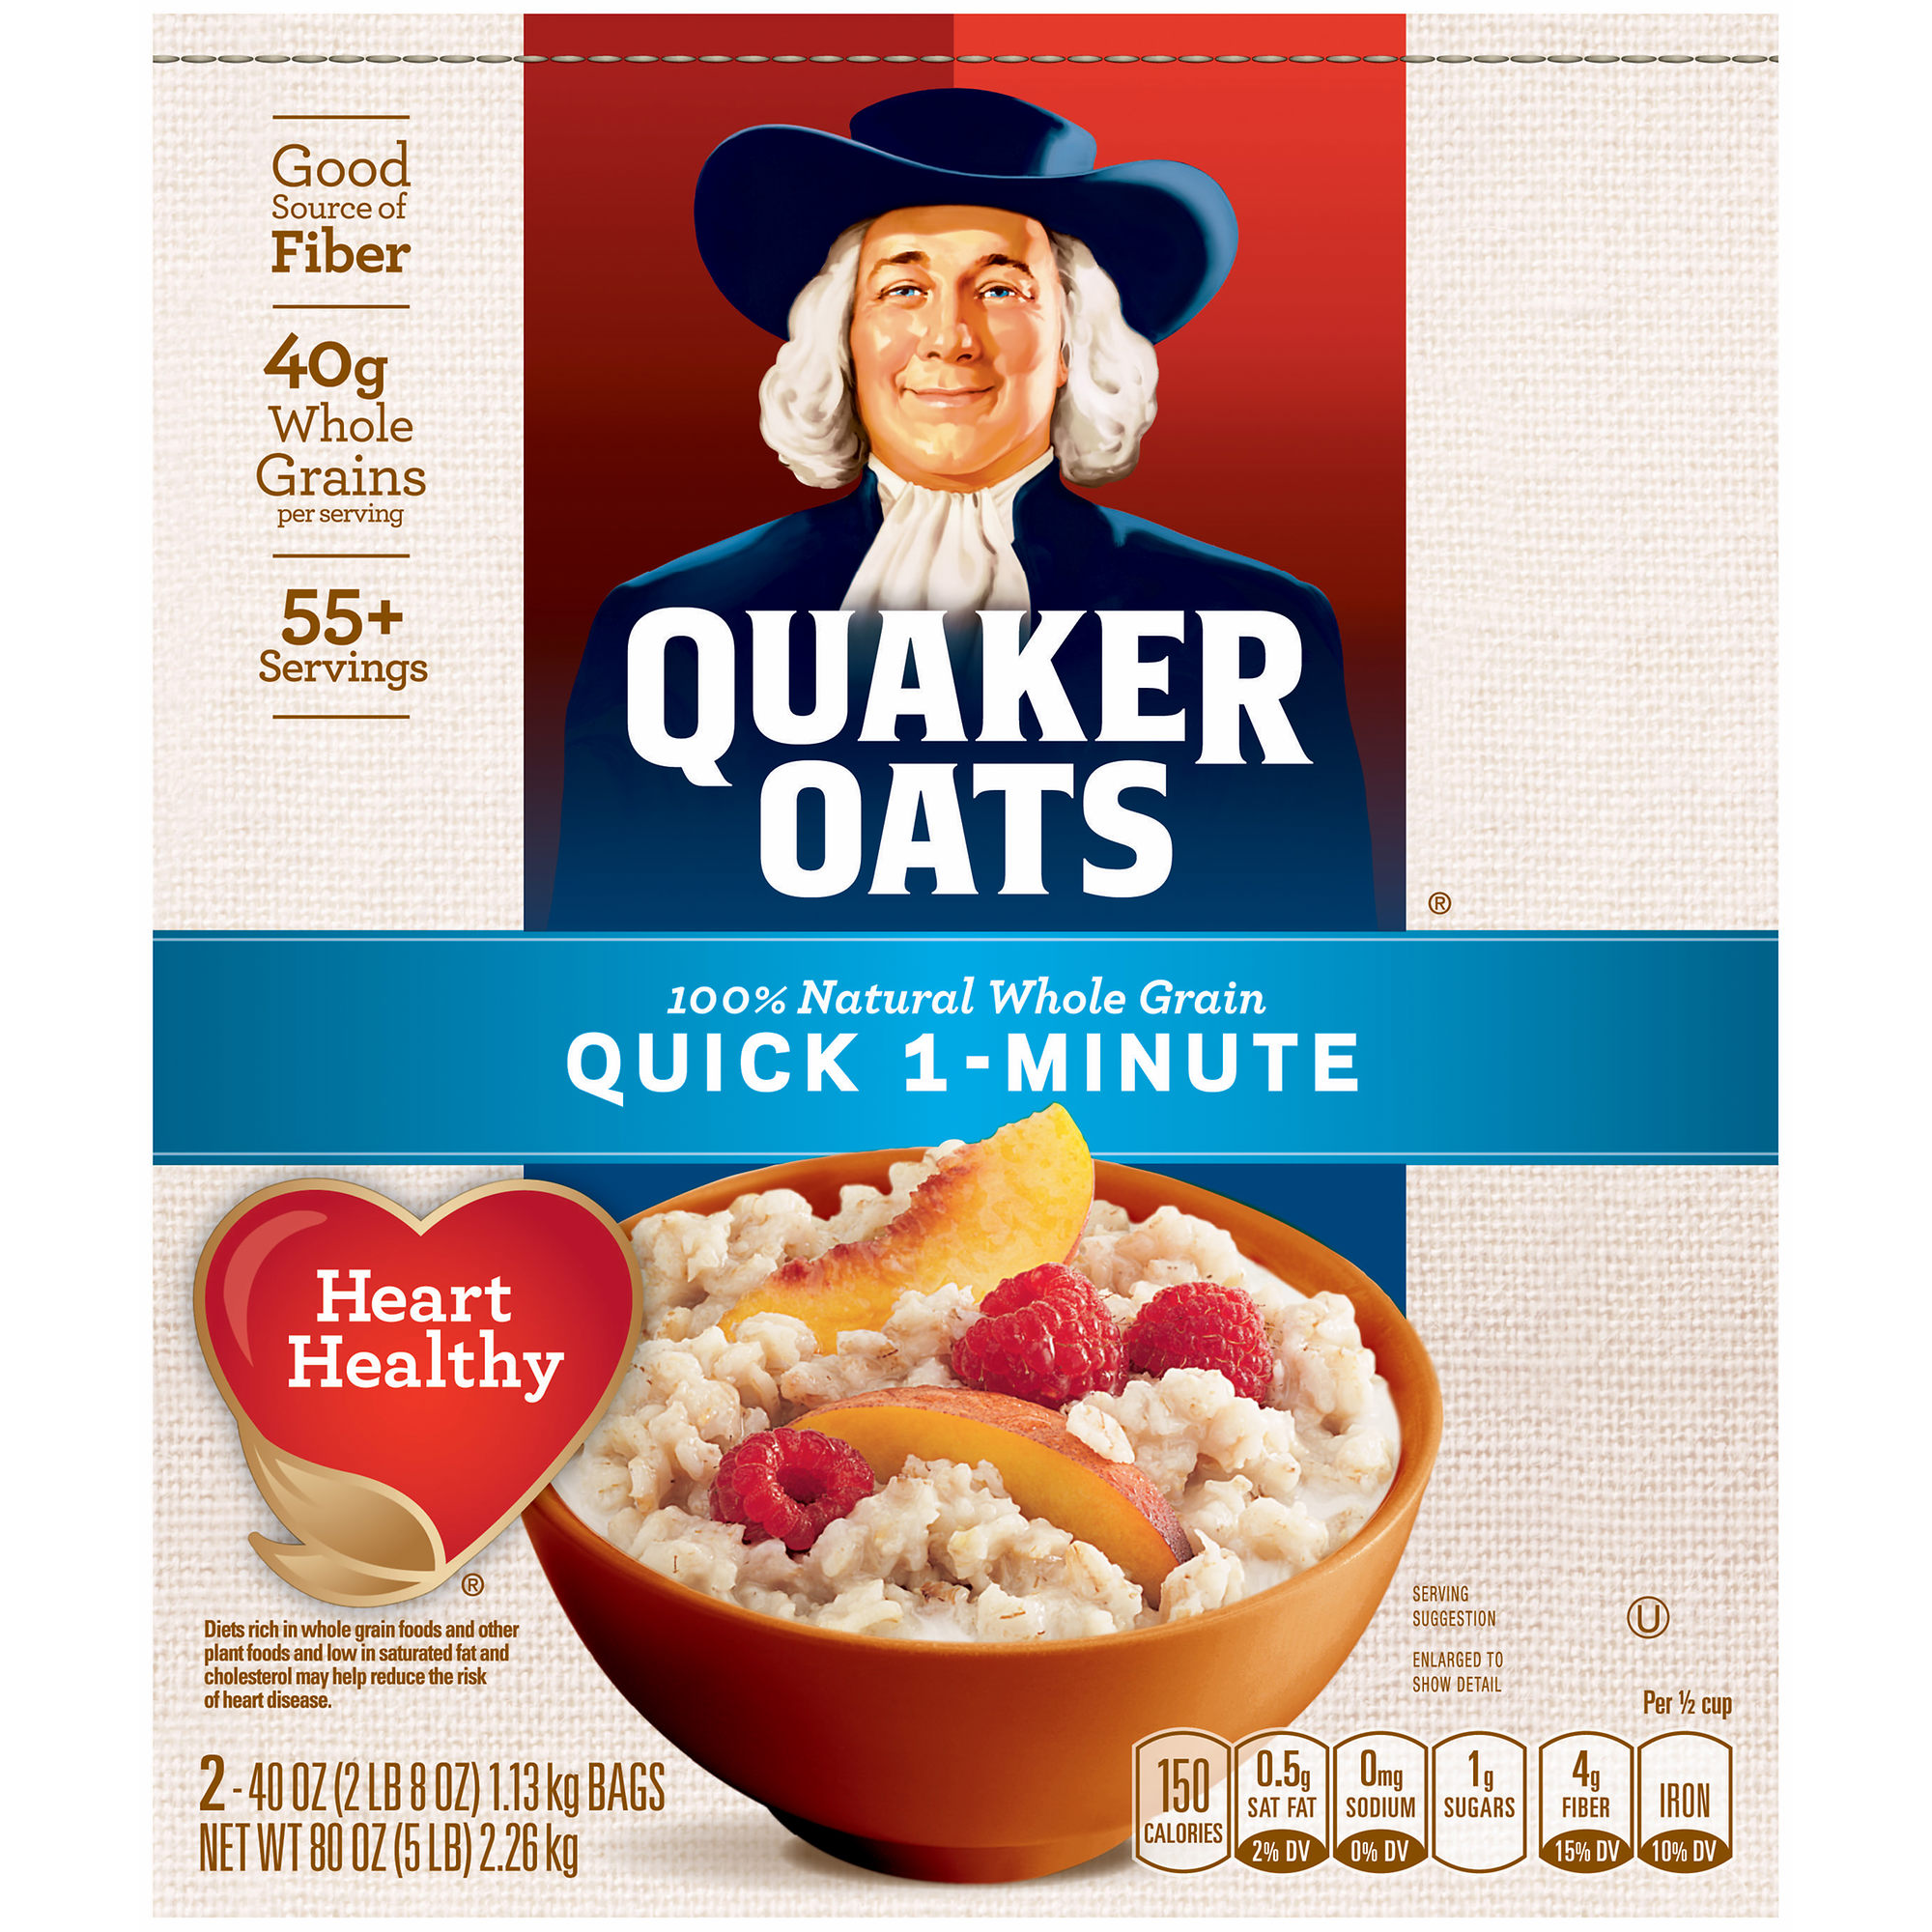 Good
Source of
Fiber
40g
Whole
Grains
per serving
55+
Servings
QUAKER
OATS
®
100% Natural Whole Grain
QUICK 1-MINUTE
Heart
Healthy
®
Diets rich in whole grain foods and other
plant foods and low in saturated fat and
cholesterol may help reduce the risk
of heart disease.
2 - 40 OZ (2 LB 8 OZ) 1.13 kg BAGS
NET WT 80 OZ (5 LB) 2.26 kg
SERVING
SUGGESTION
ENLARGED TO
SHOW DETAIL
U
Per ½ cup
150
CALORIES
0.5g
SAT FAT
2% DV
0mg
SODIUM
0% DV
1g
SUGARS
4g
FIBER
15% DV
IRON
10% DV